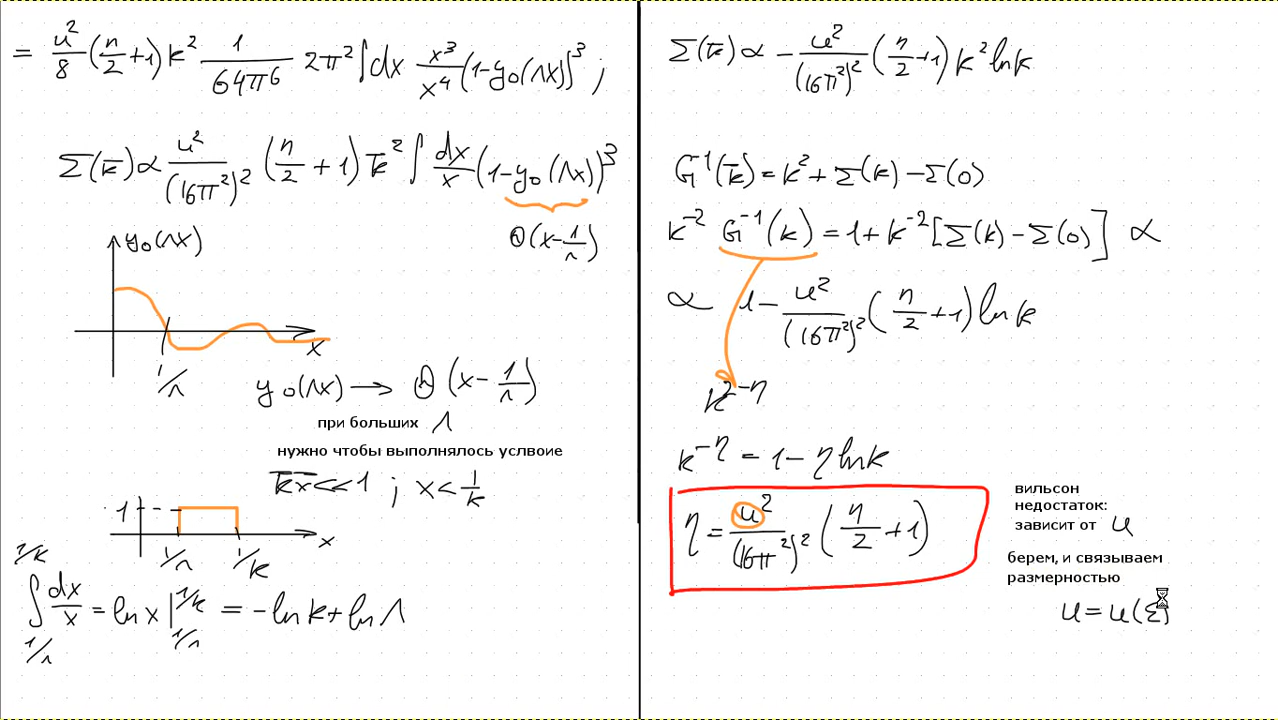 = u²/8 (n/2 + 1) k² 1/(64π⁶) 2π² ∫dx x³/x⁴ (1-y₀(Λx))³ ;
Σ(k̄) ∝ u²/(16π²)² (n/2 + 1) k̄² ∫ dx/x (1-y₀(Λx))³
θ(x-1/Λ)
y₀(Λx)
x
1/Λ
y₀(Λx) → θ(x - 1/Λ)
при больших Λ
нужно чтобы выполнялось услвоие
k̄x̄<<1 ; x < 1/k
1
1/Λ 1/k x
∫_{1/Λ}^{1/k} dx/x = ln x |_{1/Λ}^{1/k} = -ln k + ln Λ
Σ(k̄) ∝ - u²/(16π²)² (n/2 + 1) k² ln k
G⁻¹(k̄) = k² + Σ(k) - Σ(0)
k⁻² G⁻¹(k) = 1 + k⁻² [Σ(k) - Σ(0)] ∝
∝ 1 - u²/(16π²)² (n/2 + 1) ln k
k²⁻η
k⁻η = 1 - η ln k
η = u²/(16π²)² (n/2 + 1)
вильсон
недостаток:
зависит от u
берем, и связываем
размерностью
u = u(ε)